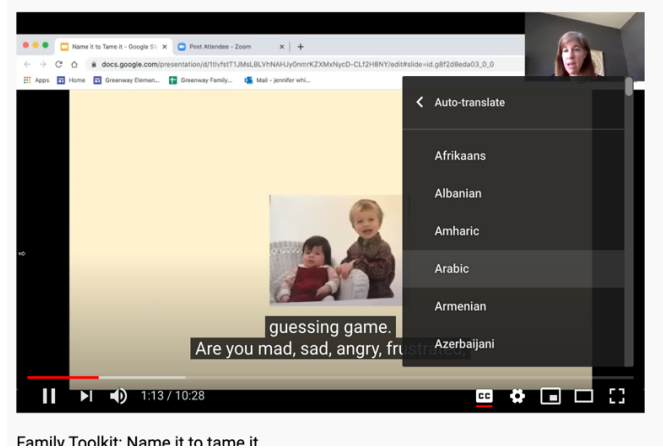 Name it to Tame it - Google Sli
Post Attendee - Zoom
docs.google.com/presentation/d/1tlvfstT1JMsLBLVhNAHJy0nmrKZXMxNycD-CLf2H8NY/edit#slide=id.g8f2d8eda03_0_0
Apps
Home
Greenway Elemen...
Greenway Family...
Mail - jennifer whi...
Auto-translate
Afrikaans
Albanian
Amharic
Arabic
Armenian
Azerbaijani
guessing game.
Are you mad, sad, angry, frustrated,
1:13 / 10:28
CC
Family Toolkit: Name it to tame it